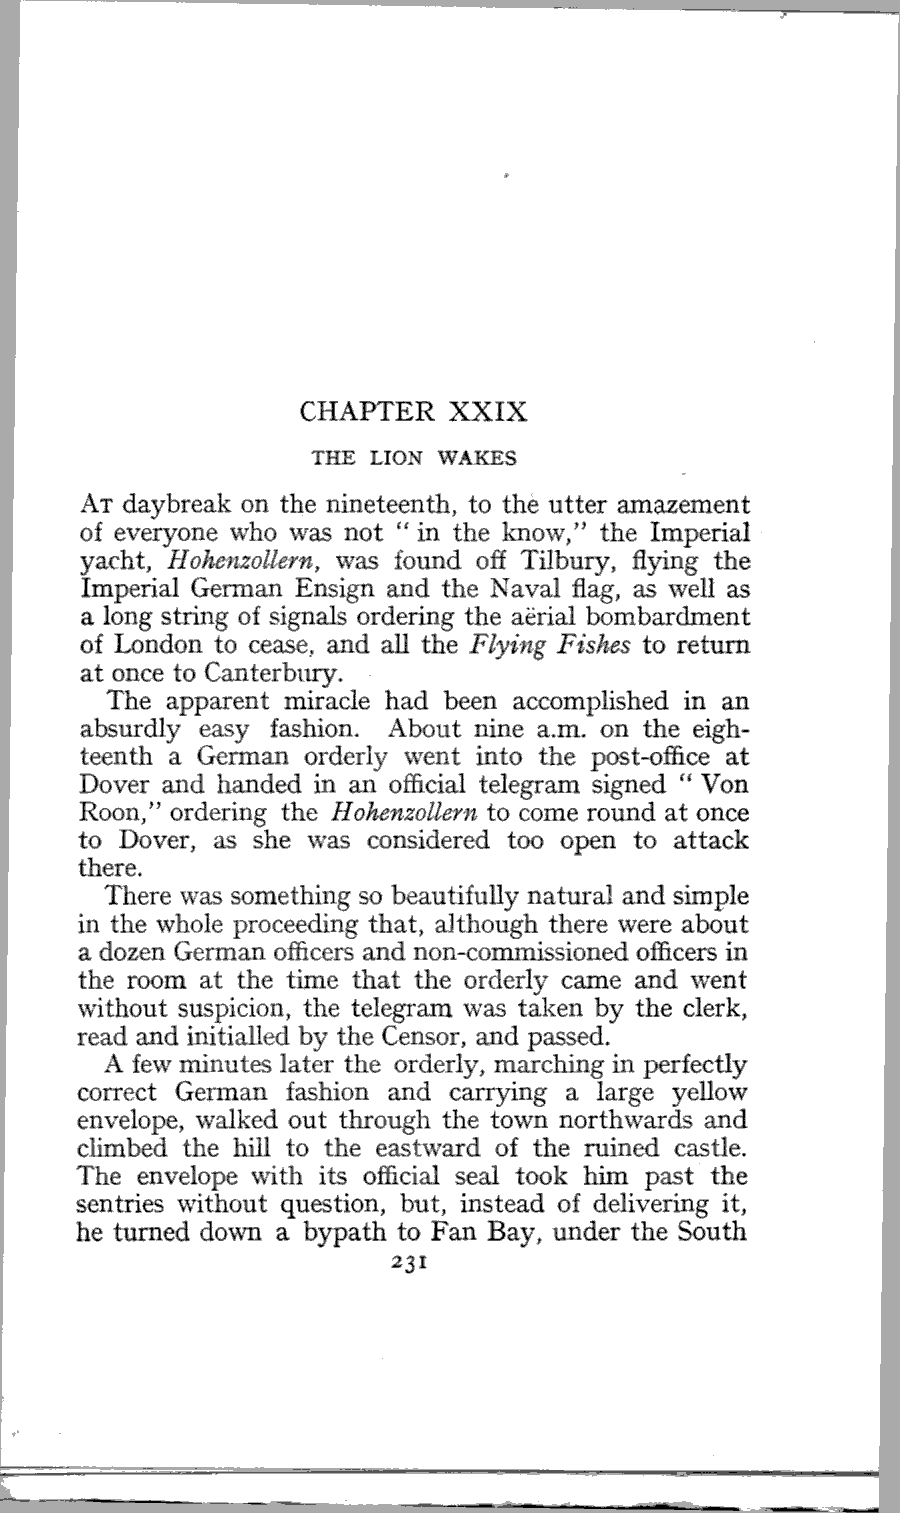 CHAPTER XXIX
THE LION WAKES
AT daybreak on the nineteenth, to the utter amazement
of everyone who was not “ in the know,” the Imperial
yacht, Hohenzollern, was found off Tilbury, flying the
Imperial German Ensign and the Naval flag, as well as
a long string of signals ordering the aërial bombardment
of London to cease, and all the Flying Fishes to return
at once to Canterbury.
The apparent miracle had been accomplished in an
absurdly easy fashion. About nine a.m. on the eigh-
teenth a German orderly went into the post-office at
Dover and handed in an official telegram signed “ Von
Roon,” ordering the Hohenzollern to come round at once
to Dover, as she was considered too open to attack
there.
There was something so beautifully natural and simple
in the whole proceeding that, although there were about
a dozen German officers and non-commissioned officers in
the room at the time that the orderly came and went
without suspicion, the telegram was taken by the clerk,
read and initialled by the Censor, and passed.
A few minutes later the orderly, marching in perfectly
correct German fashion and carrying a large yellow
envelope, walked out through the town northwards and
climbed the hill to the eastward of the ruined castle.
The envelope with its official seal took him past the
sentries without question, but, instead of delivering it,
he turned down a bypath to Fan Bay, under the South
231